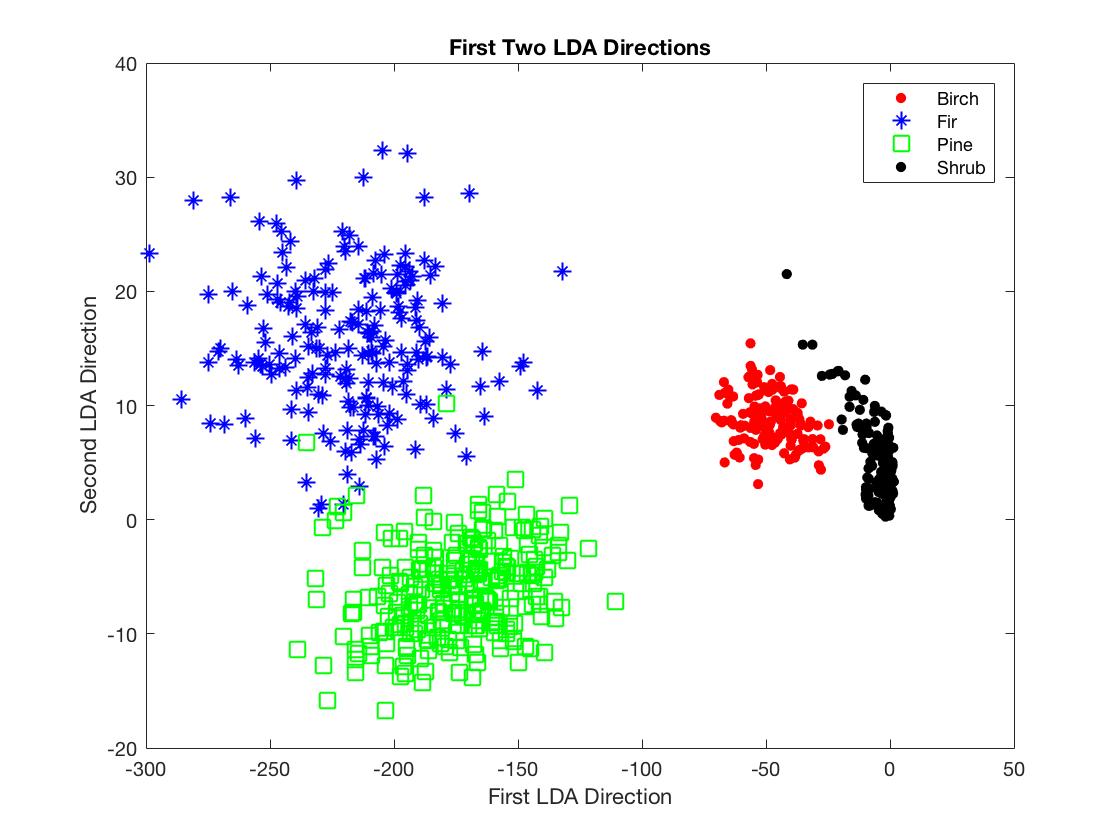 First Two LDA Directions
Birch
Fir
Pine
Shrub
40
30
20
10
0
-10
-20
Second LDA Direction
-300 -250 -200 -150 -100 -50 0 50
First LDA Direction